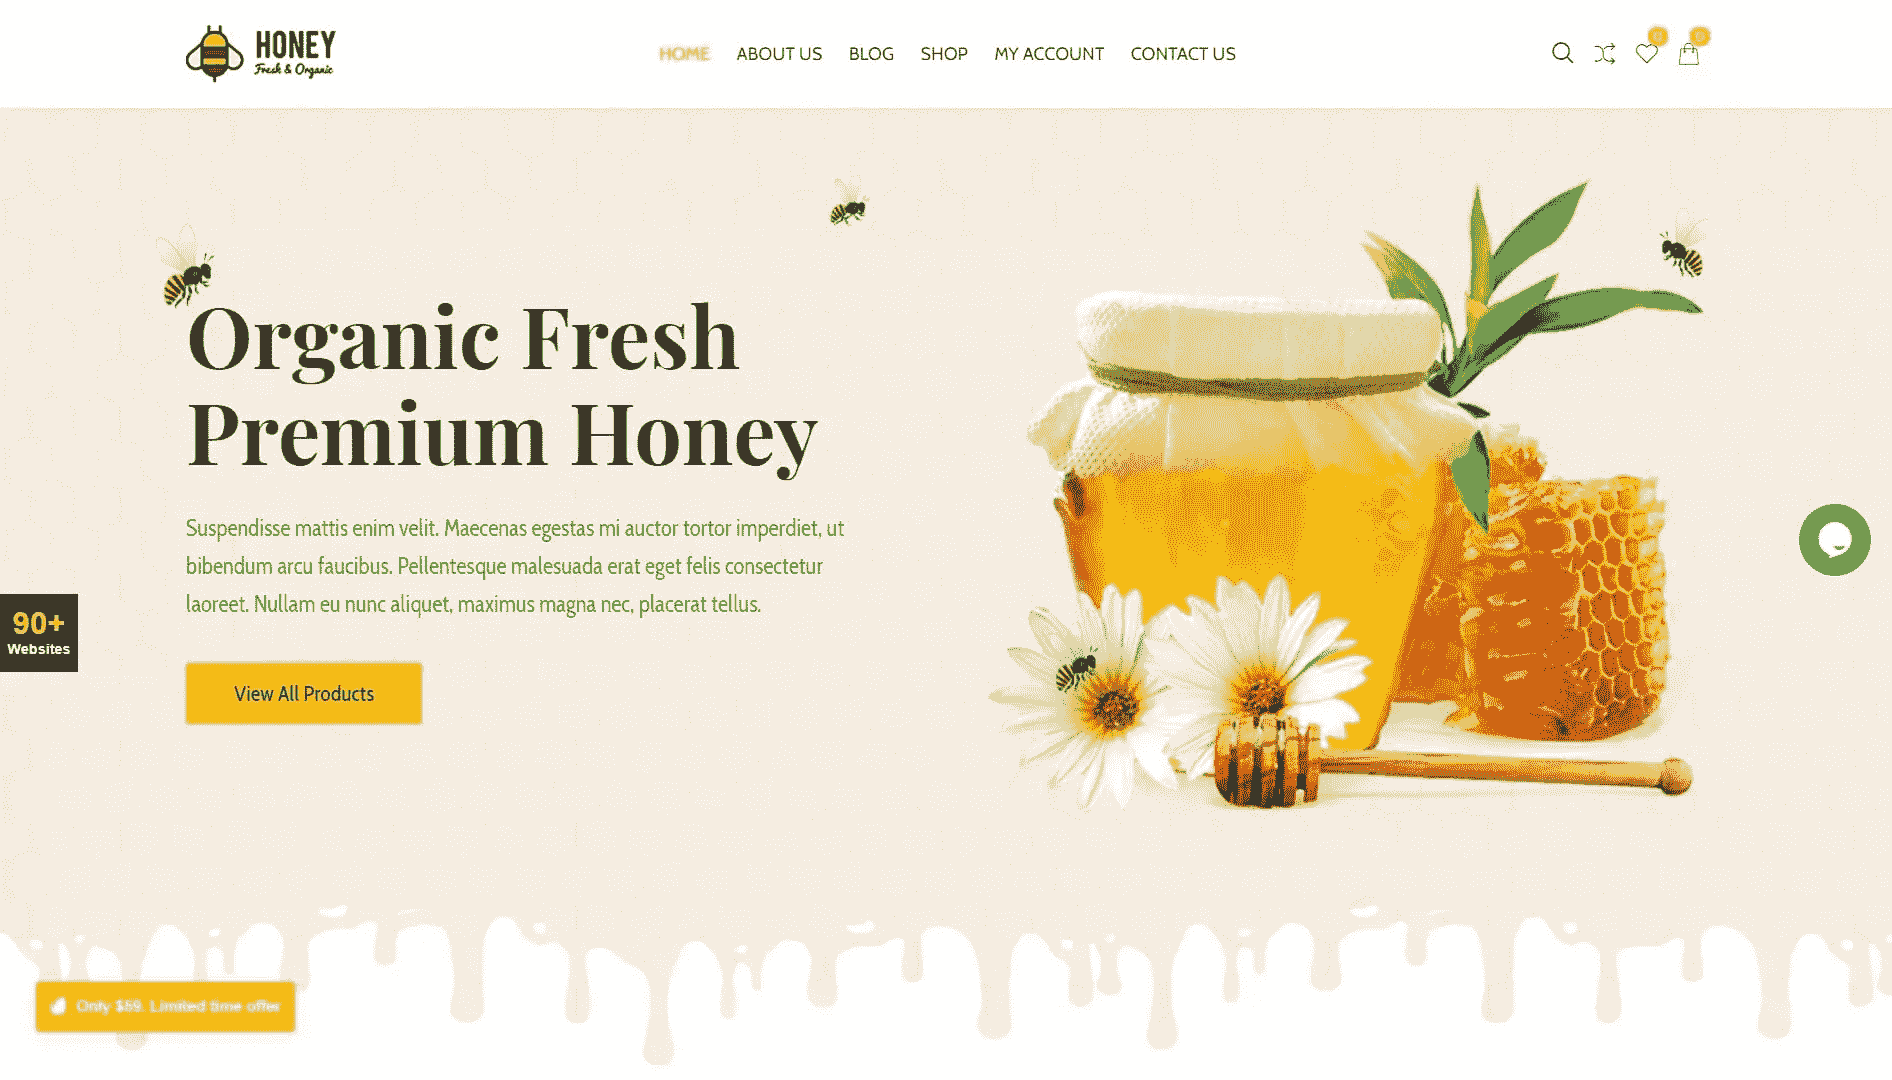 HONEY
Fresh & Organic
HOME ABOUT US BLOG SHOP MY ACCOUNT CONTACT US
0 0
Organic Fresh
Premium Honey
Suspendisse mattis enim velit. Maecenas egestas mi auctor tortor imperdiet, ut
bibendum arcu faucibus. Pellentesque malesuada erat eget felis consectetur
laoreet. Nullam eu nunc aliquet, maximus magna nec, placerat tellus.
90+
Websites
View All Products
Only $59. Limited time offer